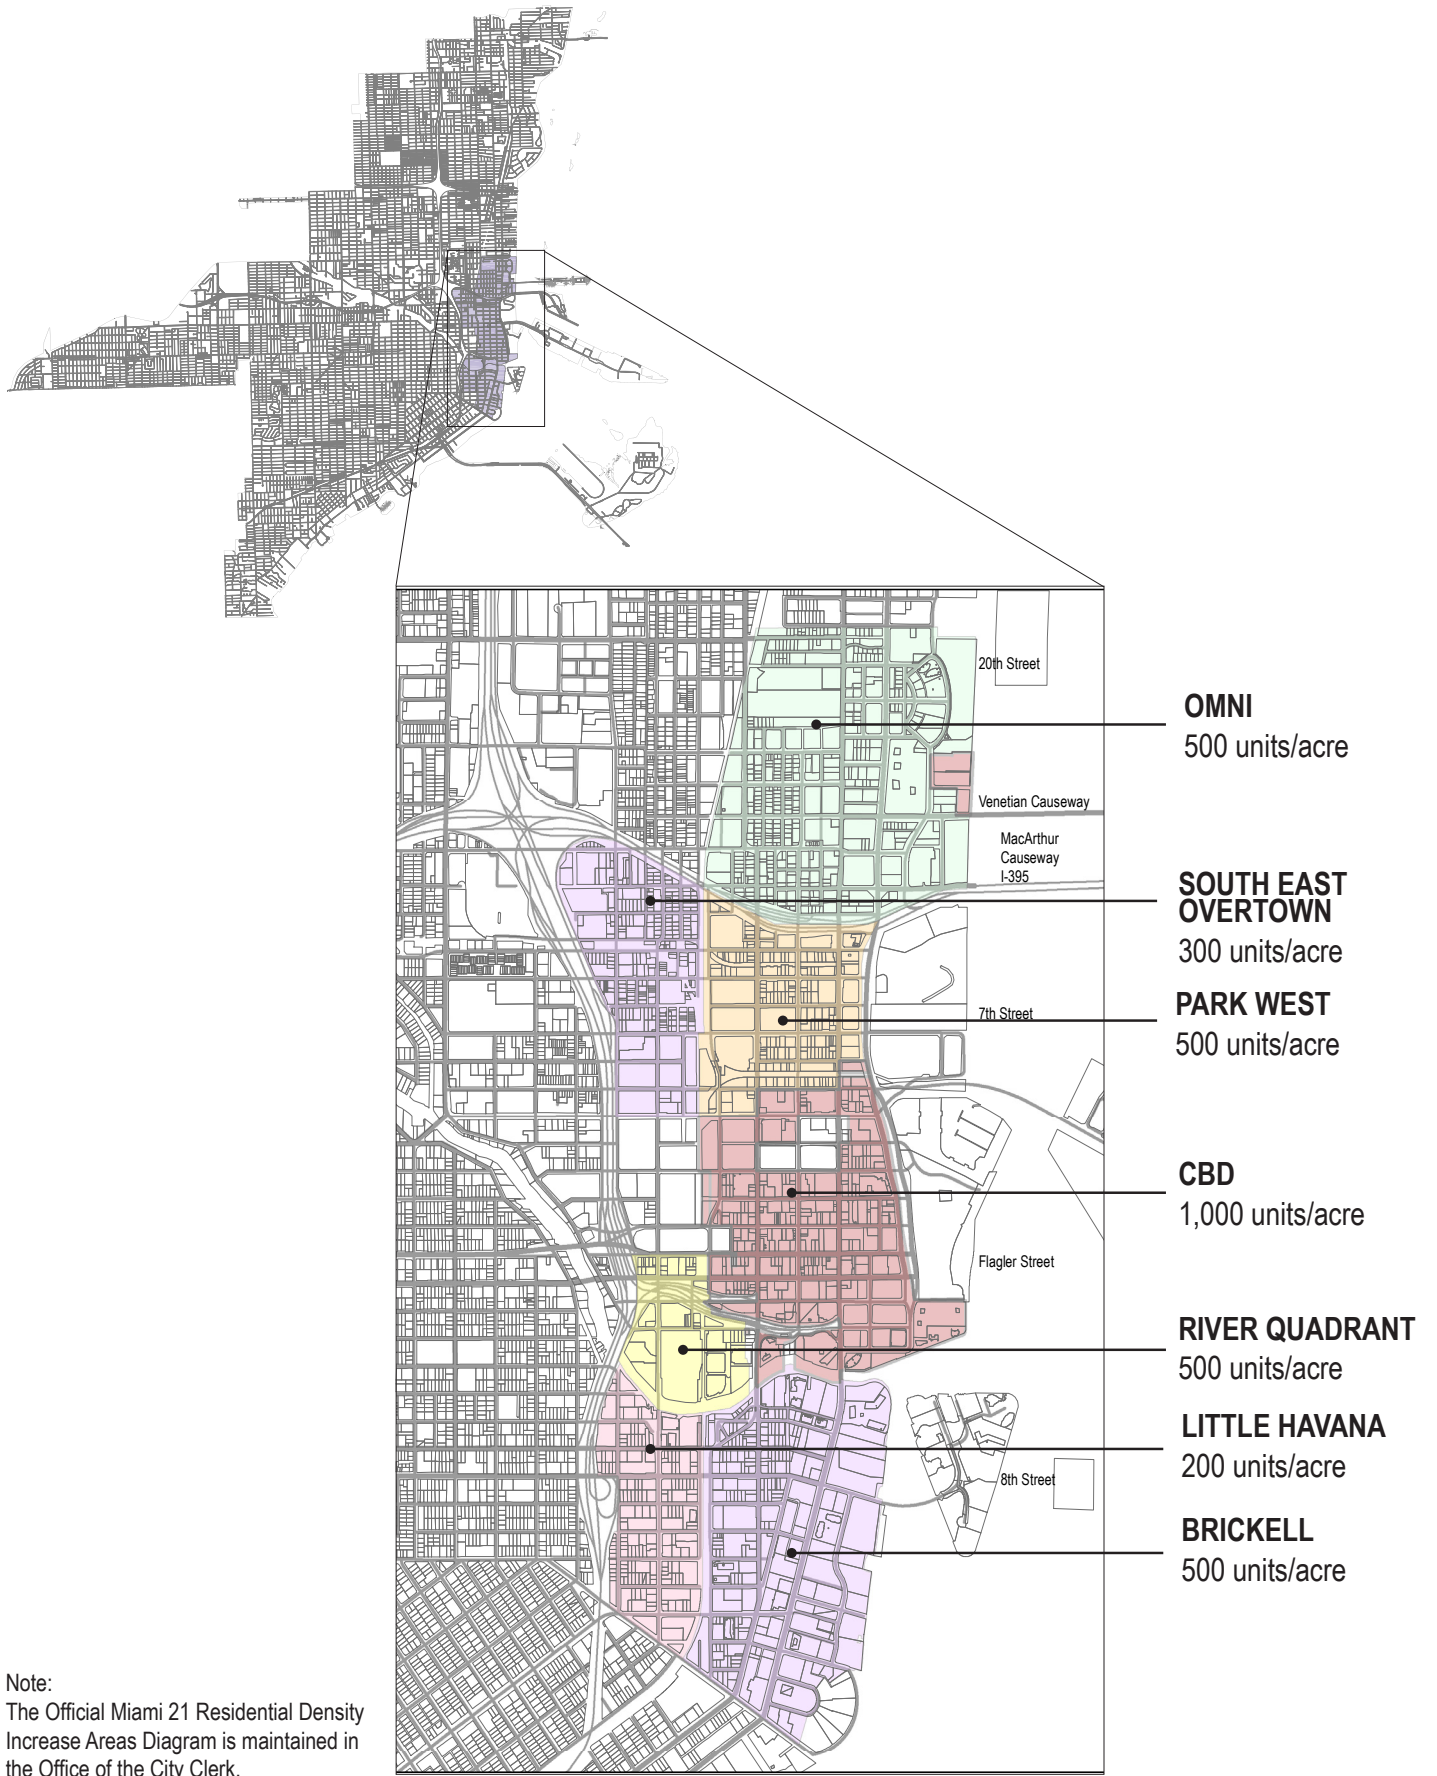 20th Street
OMNI
500 units/acre
Venetian Causeway
MacArthur
Causeway
I-395
SOUTH EAST
OVERTOWN
300 units/acre
PARK WEST
7th Street
500 units/acre
CBD
1,000 units/acre
Flagler Street
RIVER QUADRANT
500 units/acre
LITTLE HAVANA
200 units/acre
8th Street
BRICKELL
500 units/acre
Note:
The Official Miami 21 Residential Density
Increase Areas Diagram is maintained in
the Office of the City Clerk.